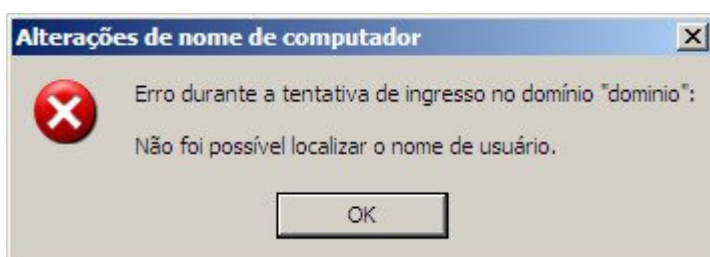 Alterações de nome de computador
Erro durante a tentativa de ingresso no domínio "dominio":
Não foi possível localizar o nome de usuário.
OK